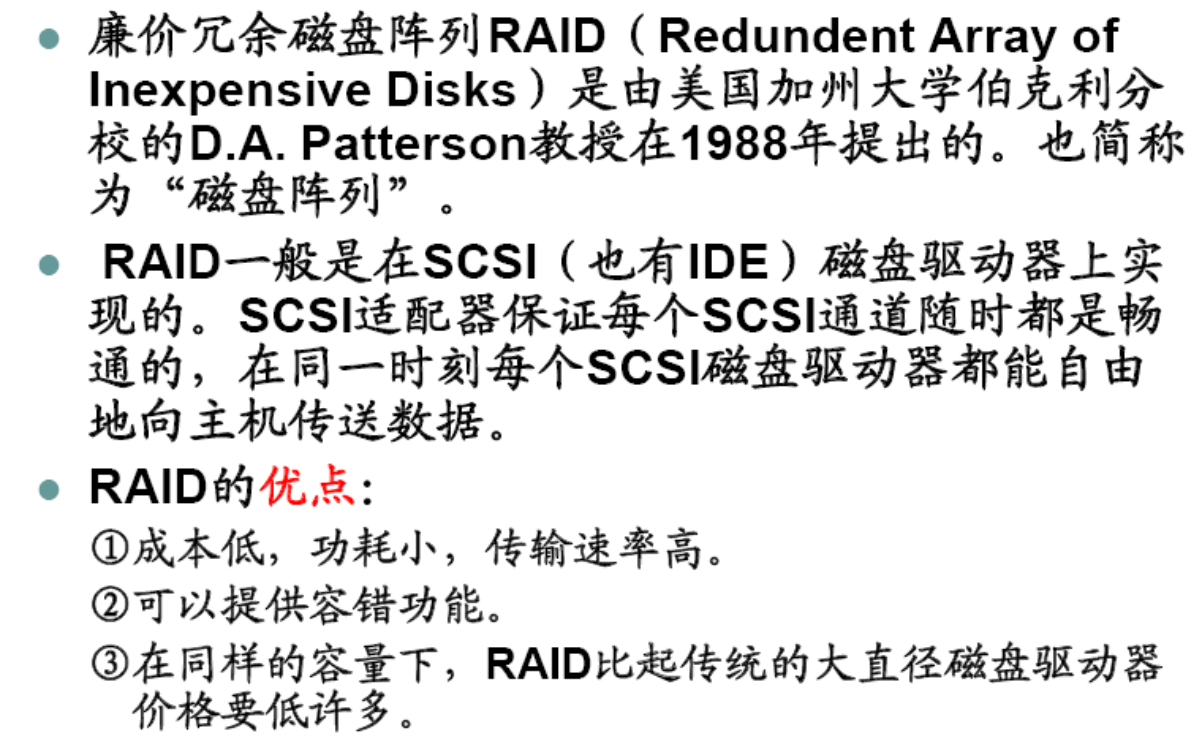 ● 廉价冗余磁盘阵列RAID（Redundent Array of
Inexpensive Disks）是由美国加州大学伯克利分
校的D.A. Patterson教授在1988年提出的。也简称
为“磁盘阵列”。
● RAID一般是在SCSI（也有IDE）磁盘驱动器上实
现的。SCSI适配器保证每个SCSI通道随时都是畅
通的，在同一时刻每个SCSI磁盘驱动器都能自由
地向主机传送数据。
● RAID的优点：
①成本低，功耗小，传输速率高。
②可以提供容错功能。
③在同样的容量下，RAID比起传统的大直径磁盘驱动器
价格要低许多。